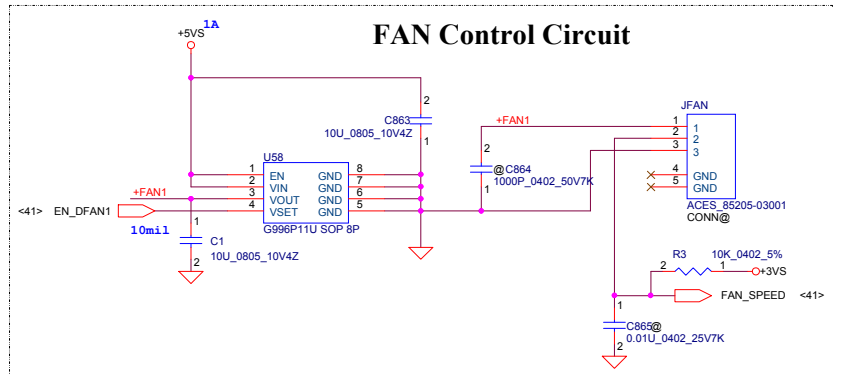 FAN Control Circuit
1A
+5VS
2
C863
10U_0805_10V4Z
1
JFAN
+FAN1
1 1
2 2
3 3
4 GND
5 GND
ACES_85205-03001
CONN@
2
@C864
1000P_0402_50V7K
1
U58
1 EN GND 8
2 VIN GND 7
3 VOUT GND 6
4 VSET GND 5
G996P11U SOP 8P
+FAN1
<41> EN_DFAN1
10mil
1
C1
10U_0805_10V4Z
2
R3 10K_0402_5%
2 1
+3VS
FAN_SPEED <41>
1
C865@
0.01U_0402_25V7K
2